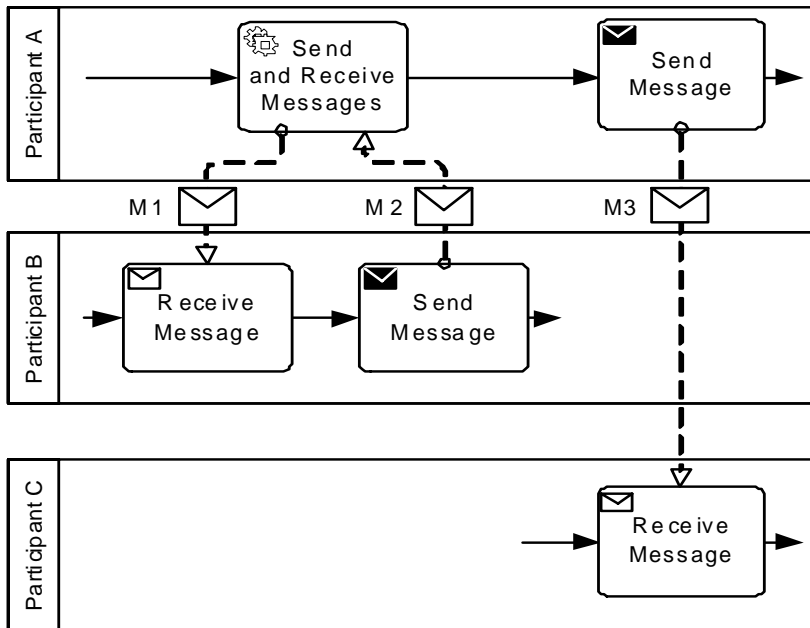 Participant A
Send
and Receive
Messages
Send
Message
M1
M2
M3
Participant B
Receive
Message
Send
Message
Participant C
Receive
Message